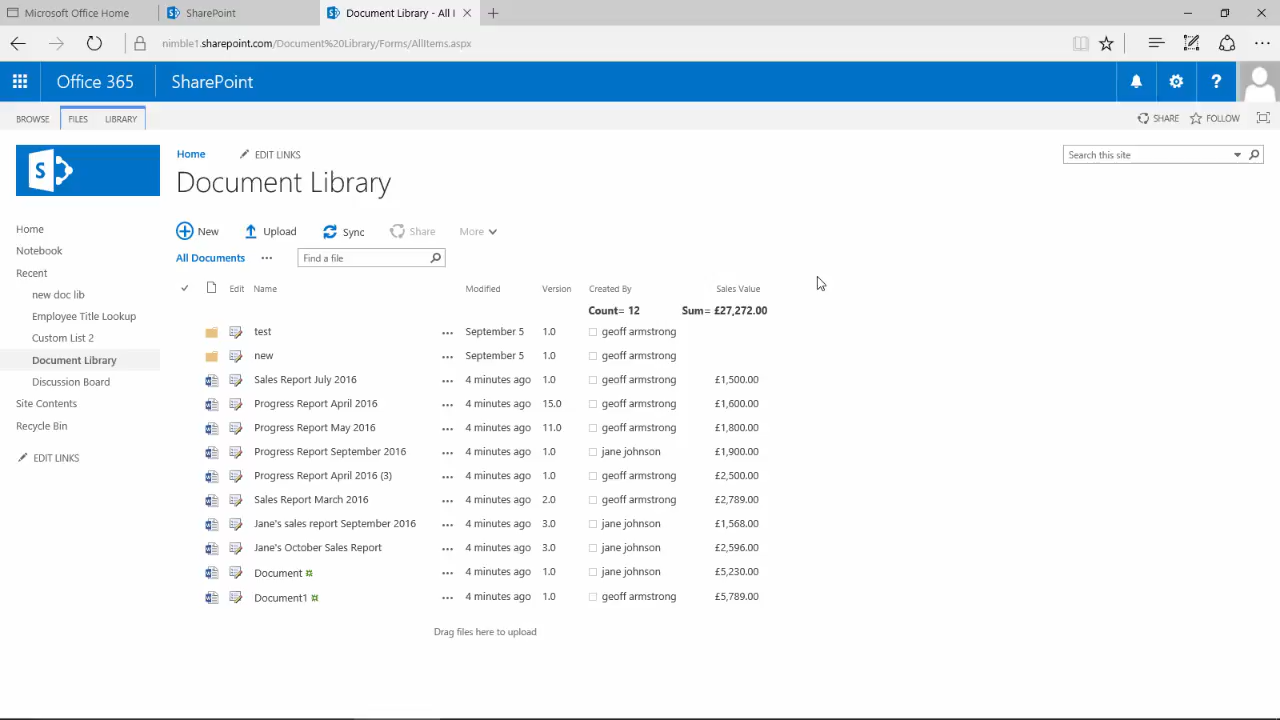 Microsoft Office Home
SharePoint
Document Library - All I
nimble1.sharepoint.com/Document%20Library/Forms/AllItems.aspx
Office 365
SharePoint
?
BROWSE
FILES
LIBRARY
SHARE
FOLLOW
S
Home
EDIT LINKS
Search this site
Document Library
New
Upload
Sync
Share
More
All Documents
...
Find a file
Home
Notebook
Recent
new doc lib
Employee Title Lookup
Custom List 2
Document Library
Discussion Board
Site Contents
Recycle Bin
EDIT LINKS
Edit Name Modified Version Created By Sales Value
Count= 12 Sum= £27,272.00
test ... September 5 1.0 geoff armstrong
new ... September 5 1.0 geoff armstrong
Sales Report July 2016 ... 4 minutes ago 1.0 geoff armstrong £1,500.00
Progress Report April 2016 ... 4 minutes ago 15.0 geoff armstrong £1,600.00
Progress Report May 2016 ... 4 minutes ago 11.0 geoff armstrong £1,800.00
Progress Report September 2016 ... 4 minutes ago 1.0 jane johnson £1,900.00
Progress Report April 2016 (3) ... 4 minutes ago 1.0 geoff armstrong £2,500.00
Sales Report March 2016 ... 4 minutes ago 2.0 geoff armstrong £2,789.00
Jane's sales report September 2016 ... 4 minutes ago 3.0 jane johnson £1,568.00
Jane's October Sales Report ... 4 minutes ago 3.0 jane johnson £2,596.00
Document ... 4 minutes ago 1.0 jane johnson £5,230.00
Document1 ... 4 minutes ago 1.0 geoff armstrong £5,789.00
Drag files here to upload